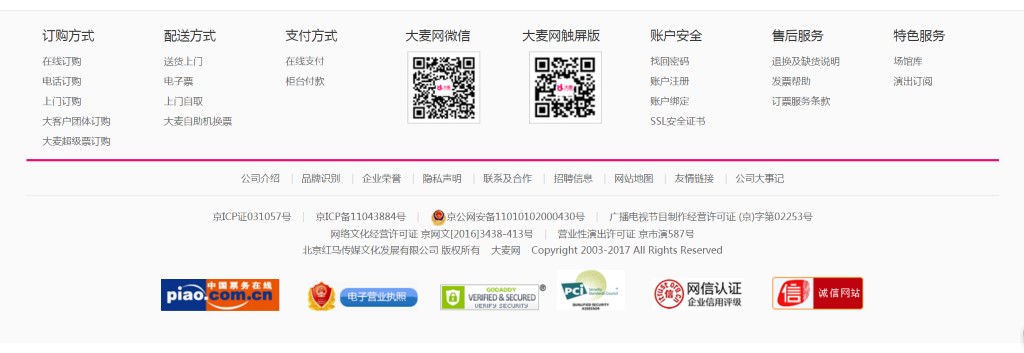 订购方式 配送方式 支付方式 大麦网微信 大麦网触屏版 账户安全 售后服务 特色服务
在线订购 送货上门 在线支付 找回密码 退换及缺货说明 场馆库
电话订购 电子票 柜台付款 账户注册 发票帮助 演出订阅
上门订购 上门自取 账户绑定 订票服务条款
大客户团体订购 大麦自助机换票 SSL安全证书
大麦超级票订购
大麦 大麦
公司介绍 | 品牌识别 | 企业荣誉 | 隐私声明 | 联系及合作 | 招聘信息 | 网站地图 | 友情链接 | 公司大事记
京ICP证031057号 | 京ICP备11043884号 | 京公网安备11010102000430号 | 广播电视节目制作经营许可证 (京)字第02253号
网络文化经营许可证 京网文[2016]3438-413号 | 营业性演出许可证 京市演587号
北京红马传媒文化发展有限公司 版权所有 大麦网 Copyright 2003-2017 All Rights Reserved
中国票务在线
piao.com.cn
电子营业执照
GODADDY
VERIFIED & SECURED
VERIFY SECURITY
PCI Security Standards Council
QUALIFIED SECURITY ASSESSOR
信 网信认证
企业信用评级
信 诚信网站